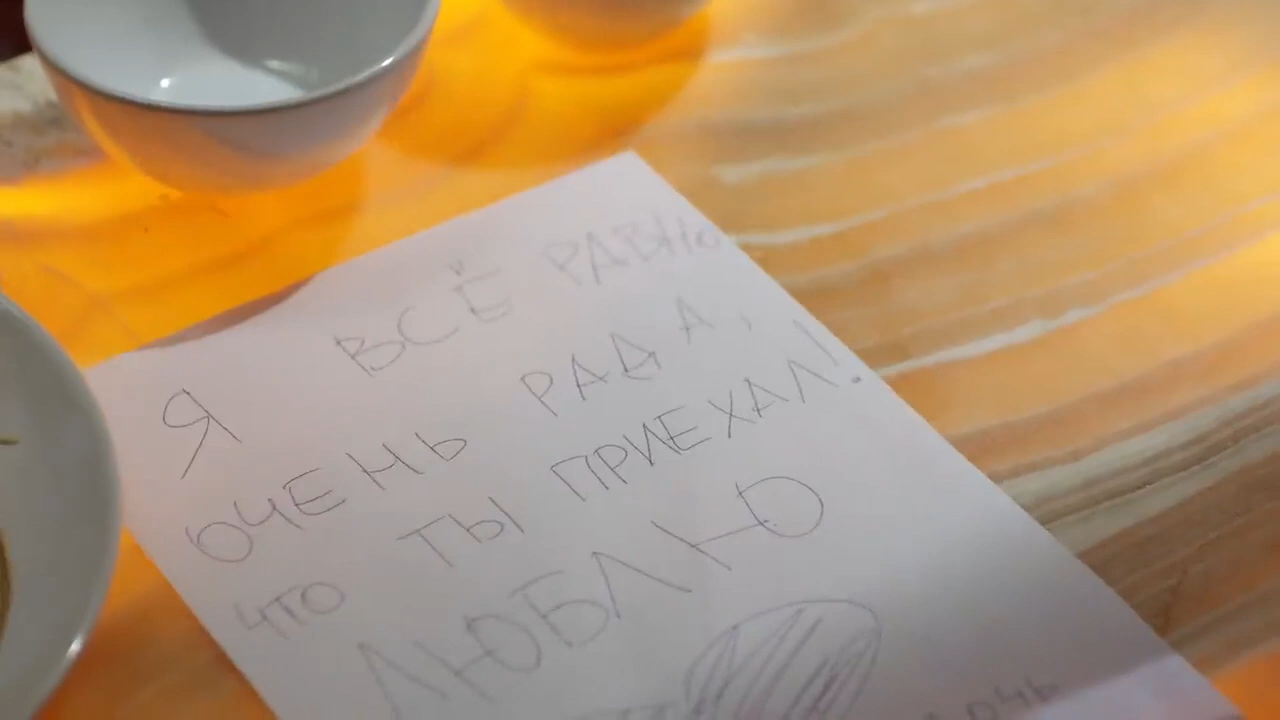 Я ВСЁ РАВНО
ОЧЕНЬ РАДА,
ЧТО ТЫ ПРИЕХАЛ!
ЛЮБЛЮ